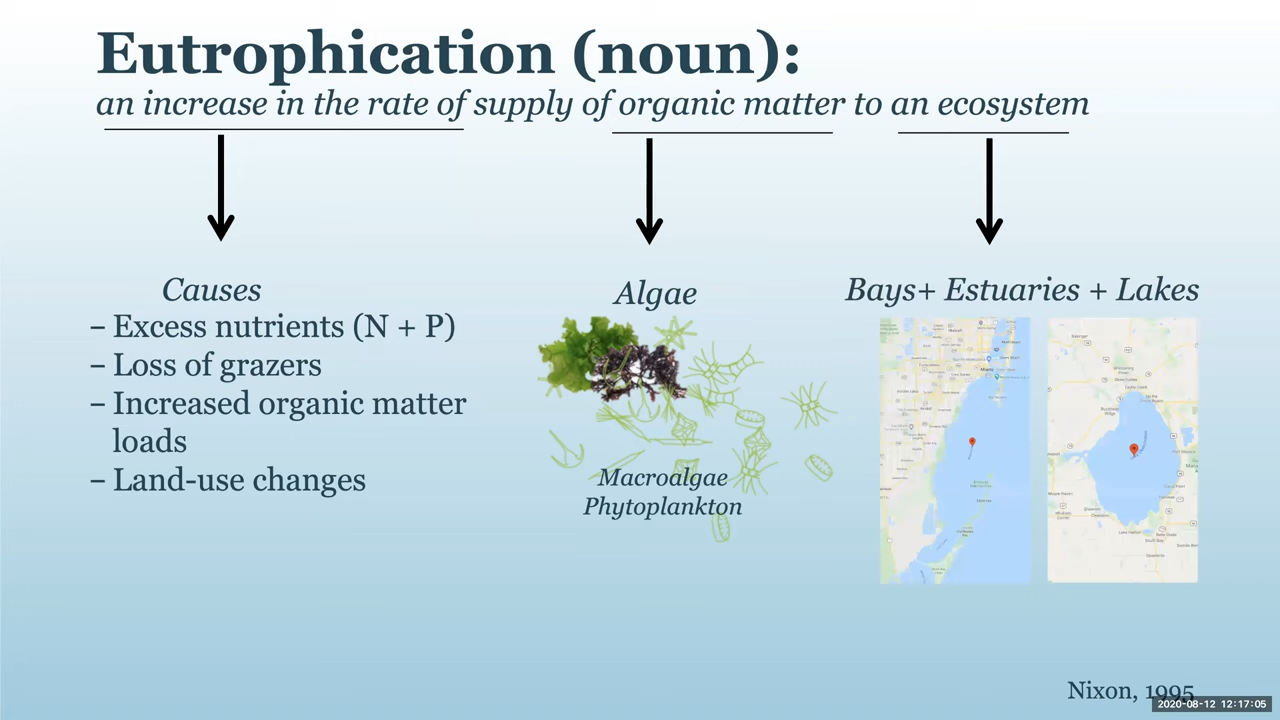 Eutrophication (noun):
an increase in the rate of supply of organic matter to an ecosystem
Causes
– Excess nutrients (N + P)
– Loss of grazers
– Increased organic matter
loads
– Land-use changes
Algae
Macroalgae
Phytoplankton
Bays+ Estuaries + Lakes
Miami
Nixon, 1995
2020-08-12 12:17:05